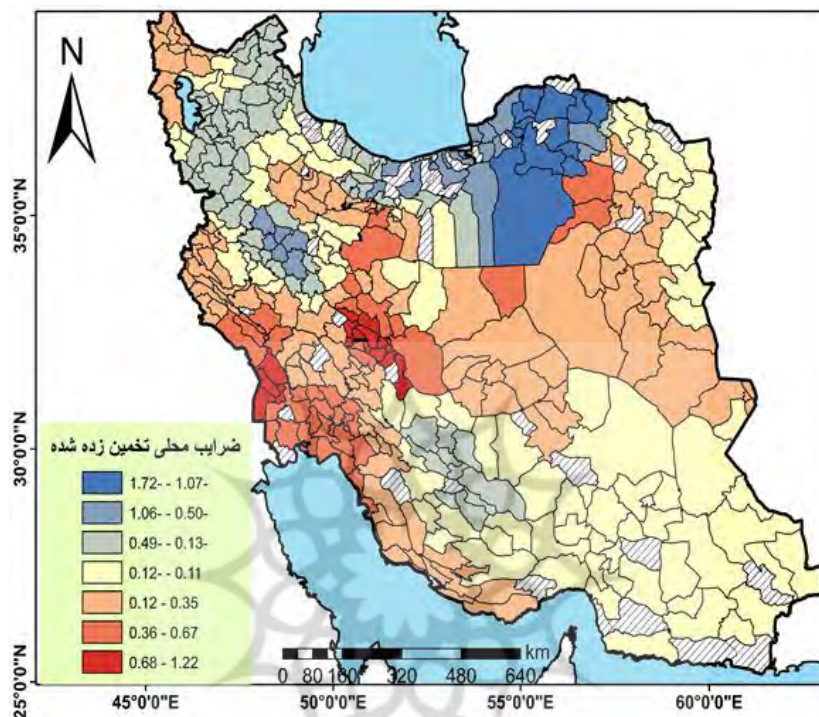 N
35°0'0"N
30°0'0"N
25°0'0"N
ضرایب محلی تخمین زده شده
1.72- - 1.07-
1.06- - 0.50-
0.49- - 0.13-
0.12- - 0.11
0.12 - 0.35
0.36 - 0.67
0.68 - 1.22
km
0 80 160 320 480 640
45°0'0"E 50°0'0"E 55°0'0"E 60°0'0"E